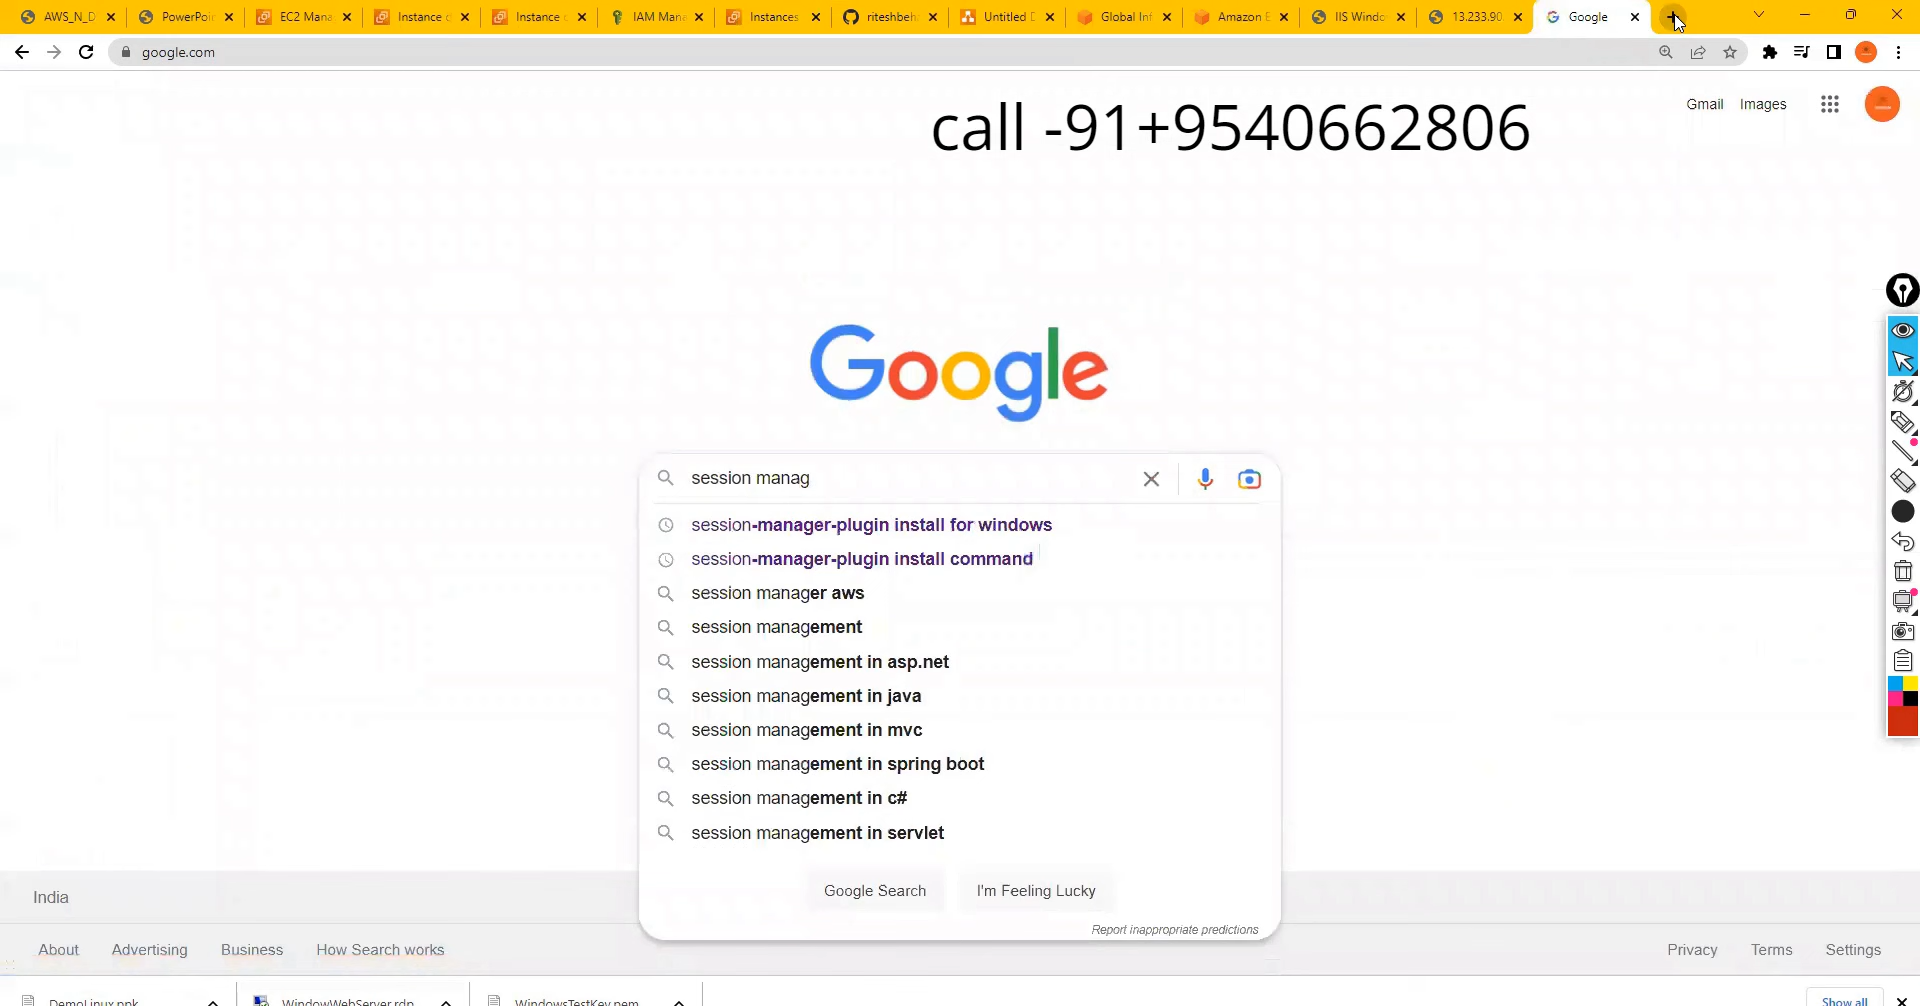 AWS_N_D
PowerPoi
EC2 Mana
Instance
Instance
IAM Mana
Instances
riteshbeha
Untitled D
Global Inf
Amazon E
IIS Windo
13.233.90
Google
google.com
call -91+9540662806
Gmail
Images
Google
session manag
session-manager-plugin install for windows
session-manager-plugin install command
session manager aws
session management
session management in asp.net
session management in java
session management in mvc
session management in spring boot
session management in c#
session management in servlet
Google Search
I'm Feeling Lucky
Report inappropriate predictions
India
About
Advertising
Business
How Search works
Privacy
Terms
Settings
DemoLinux.ppk
WindowWebServer.rdp
WindowsTestKey.pem
Show all